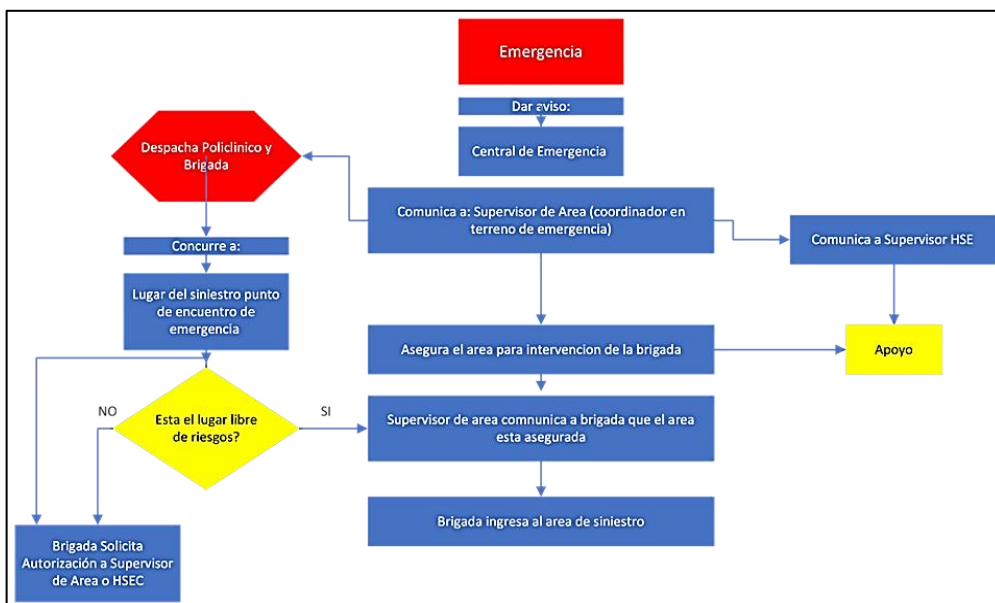 Emergencia
Dar aviso:
Central de Emergencia
Despacha Policlínico y
Brigada
Comunica a: Supervisor de Area (coordinador en
terreno de emergencia)
Comunica a Supervisor HSE
Concurre a:
Lugar del siniestro punto
de encuentro de
emergencia
Asegura el area para intervencion de la brigada
Apoyo
NO
Esta el lugar libre
de riesgos?
SI
Supervisor de area comnunica a brigada que el area
esta asegurada
Brigada ingresa al area de siniestro
Brigada Solicita
Autorización a Supervisor
de Area o HSEC